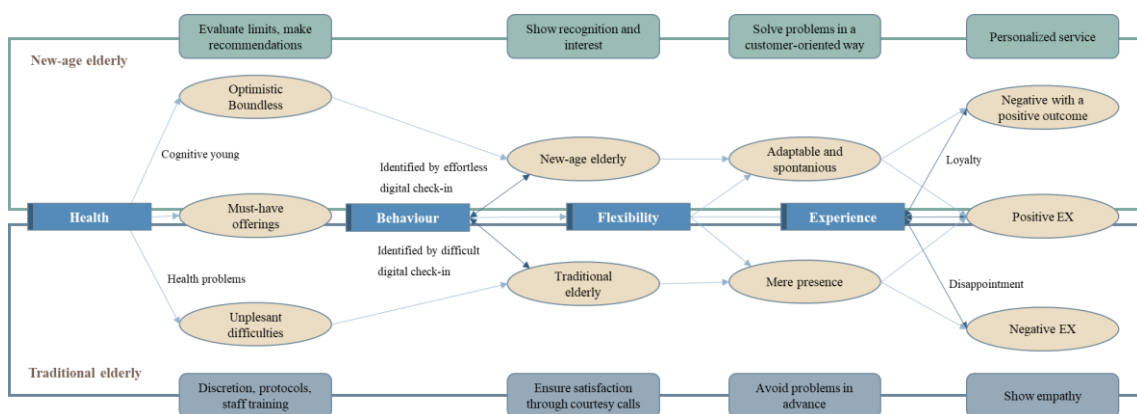 Evaluate limits, make
recommendations
Show recognition and
interest
Solve problems in a
customer-oriented way
Personalized service
New-age elderly
Optimistic
Boundless
Negative with a
positive outcome
Cognitive young
New-age elderly
Adaptable and
spontanious
Identified by effortless
digital check-in
Loyalty
Health
Must-have
offerings
Behaviour
Flexibility
Experience
Positive EX
Identified by difficult
digital check-in
Health problems
Traditional
elderly
Mere presence
Disappointment
Unplesant
difficulties
Negative EX
Traditional elderly
Discretion, protocols,
staff training
Ensure satisfaction
through courtesy calls
Avoid problems in
advance
Show empathy